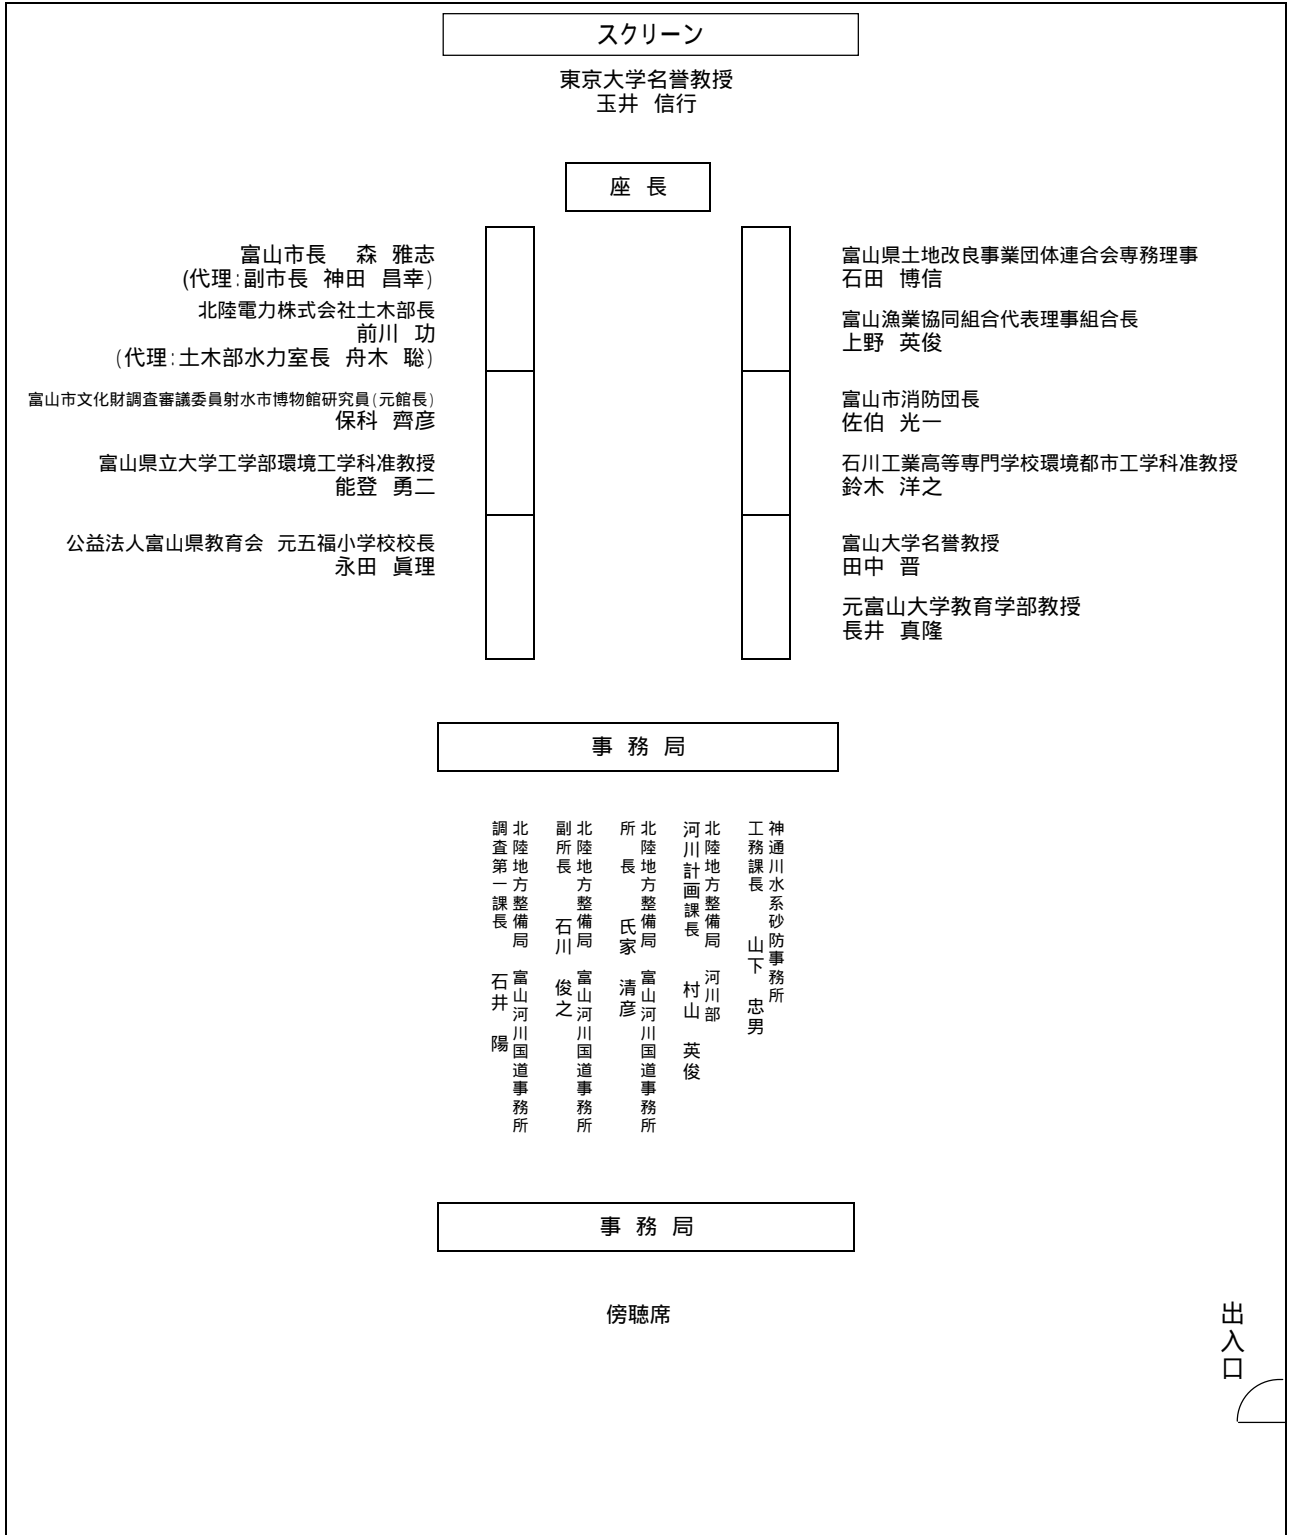 スクリーン
東京大学名誉教授
玉井 信行
座 長
富山市長 森 雅志
(代理:副市長 神田 昌幸)
北陸電力株式会社土木部長
前川 功
(代理:土木部水力室長 舟木 聡)
富山市文化財調査審議委員射水市博物館研究員(元館長)
保科 齊彦
富山県立大学工学部環境工学科准教授
能登 勇二
公益法人富山県教育会 元五福小学校校長
永田 眞理
富山県土地改良事業団体連合会専務理事
石田 博信
富山漁業協同組合代表理事組合長
上野 英俊
富山市消防団長
佐伯 光一
石川工業高等専門学校環境都市工学科准教授
鈴木 洋之
富山大学名誉教授
田中 晋
元富山大学教育学部教授
長井 真隆
事 務 局
神通川水系砂防事務所
工務課長 山下 忠男
北陸地方整備局 河川部
河川計画課長 村山 英俊
北陸地方整備局 富山河川国道事務所
所 長 氏家 清彦
北陸地方整備局 富山河川国道事務所
副所長 石川 俊之
北陸地方整備局 富山河川国道事務所
調査第一課長 石井 陽
事 務 局
傍聴席
出入口